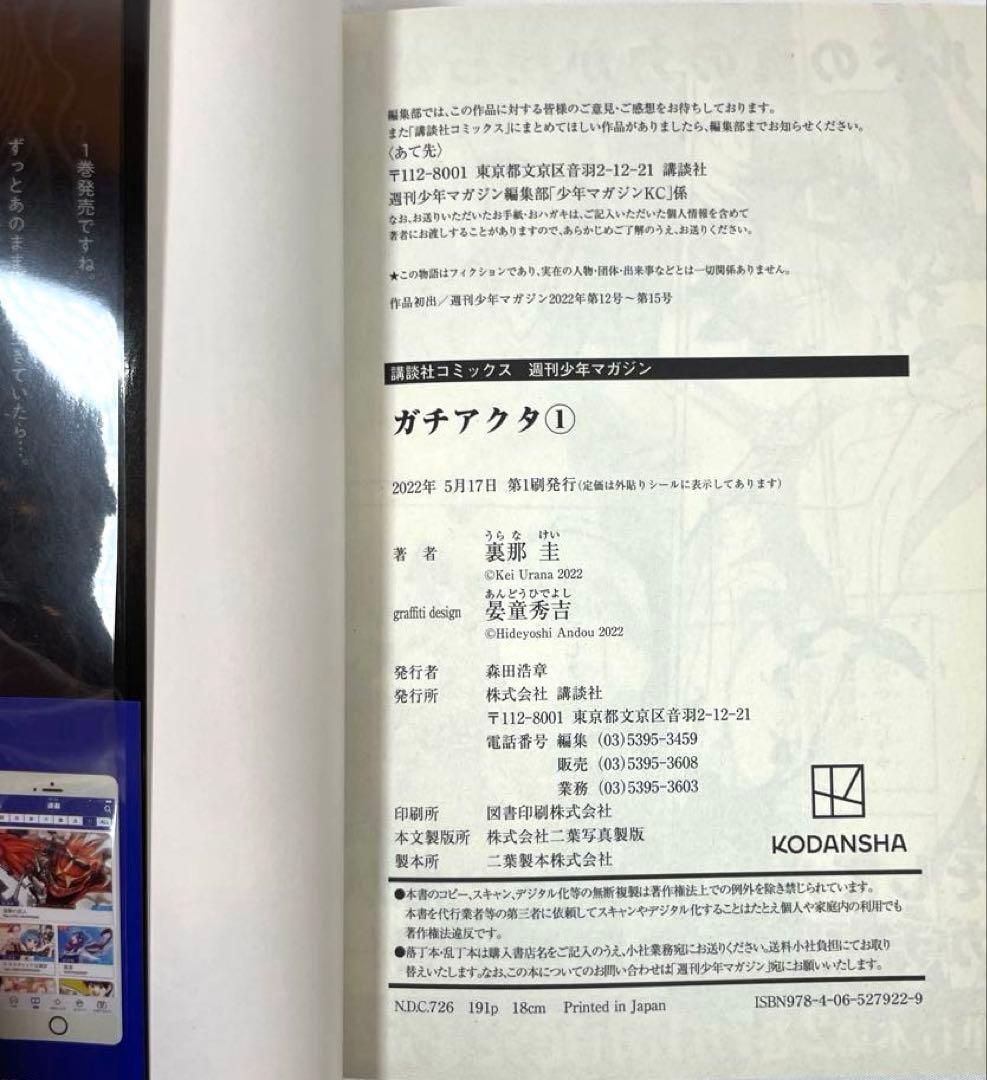 編集部では、この作品に対する皆様のご意見・ご感想をお待ちしております。
また「講談社コミックス」にまとめてほしい作品がありましたら、編集部までお知らせください。
〈あて先〉
〒112-8001 東京都文京区音羽2-12-21 講談社
週刊少年マガジン編集部「少年マガジンKC」係
なお、お送りいただいたお手紙・おハガキは、ご記入いただいた個人情報を含めて
著者にお渡しすることがありますので、あらかじめご了解のうえ、お送りください。
★この物語はフィクションであり、実在の人物・団体・出来事などとは一切関係ありません。
作品初出／週刊少年マガジン2022年第12号～第15号
講談社コミックス 週刊少年マガジン
ガチアクタ①
2022年 5月17日 第1刷発行(定価は外貼りシールに表示してあります)
うら な けい
著 者 裏那 圭
©Kei Urana 2022
あんどうひでよし
graffiti design 晏童秀吉
©Hideyoshi Andou 2022
発行者 森田浩章
発行所 株式会社 講談社
〒112-8001 東京都文京区音羽2-12-21
電話番号 編集 (03)5395-3459
販売 (03)5395-3608
業務 (03)5395-3603
印刷所 図書印刷株式会社
本文製版所 株式会社二葉写真製版
製本所 二葉製本株式会社
KODANSHA
●本書のコピー、スキャン、デジタル化等の無断複製は著作権法上での例外を除き禁じられています。
本書を代行業者等の第三者に依頼してスキャンやデジタル化することはたとえ個人や家庭内の利用でも
著作権法違反です。
●落丁本・乱丁本は購入書店名をご記入のうえ、小社業務宛にお送りください。送料小社負担にてお取り
替えいたします。なお、この本についてのお問い合わせは「週刊少年マガジン」宛にお願いいたします。
N.D.C.726 191p 18cm Printed in Japan
ISBN978-4-06-527922-9
1巻発売ですね
ずっとあのまま
ぎていたら…。